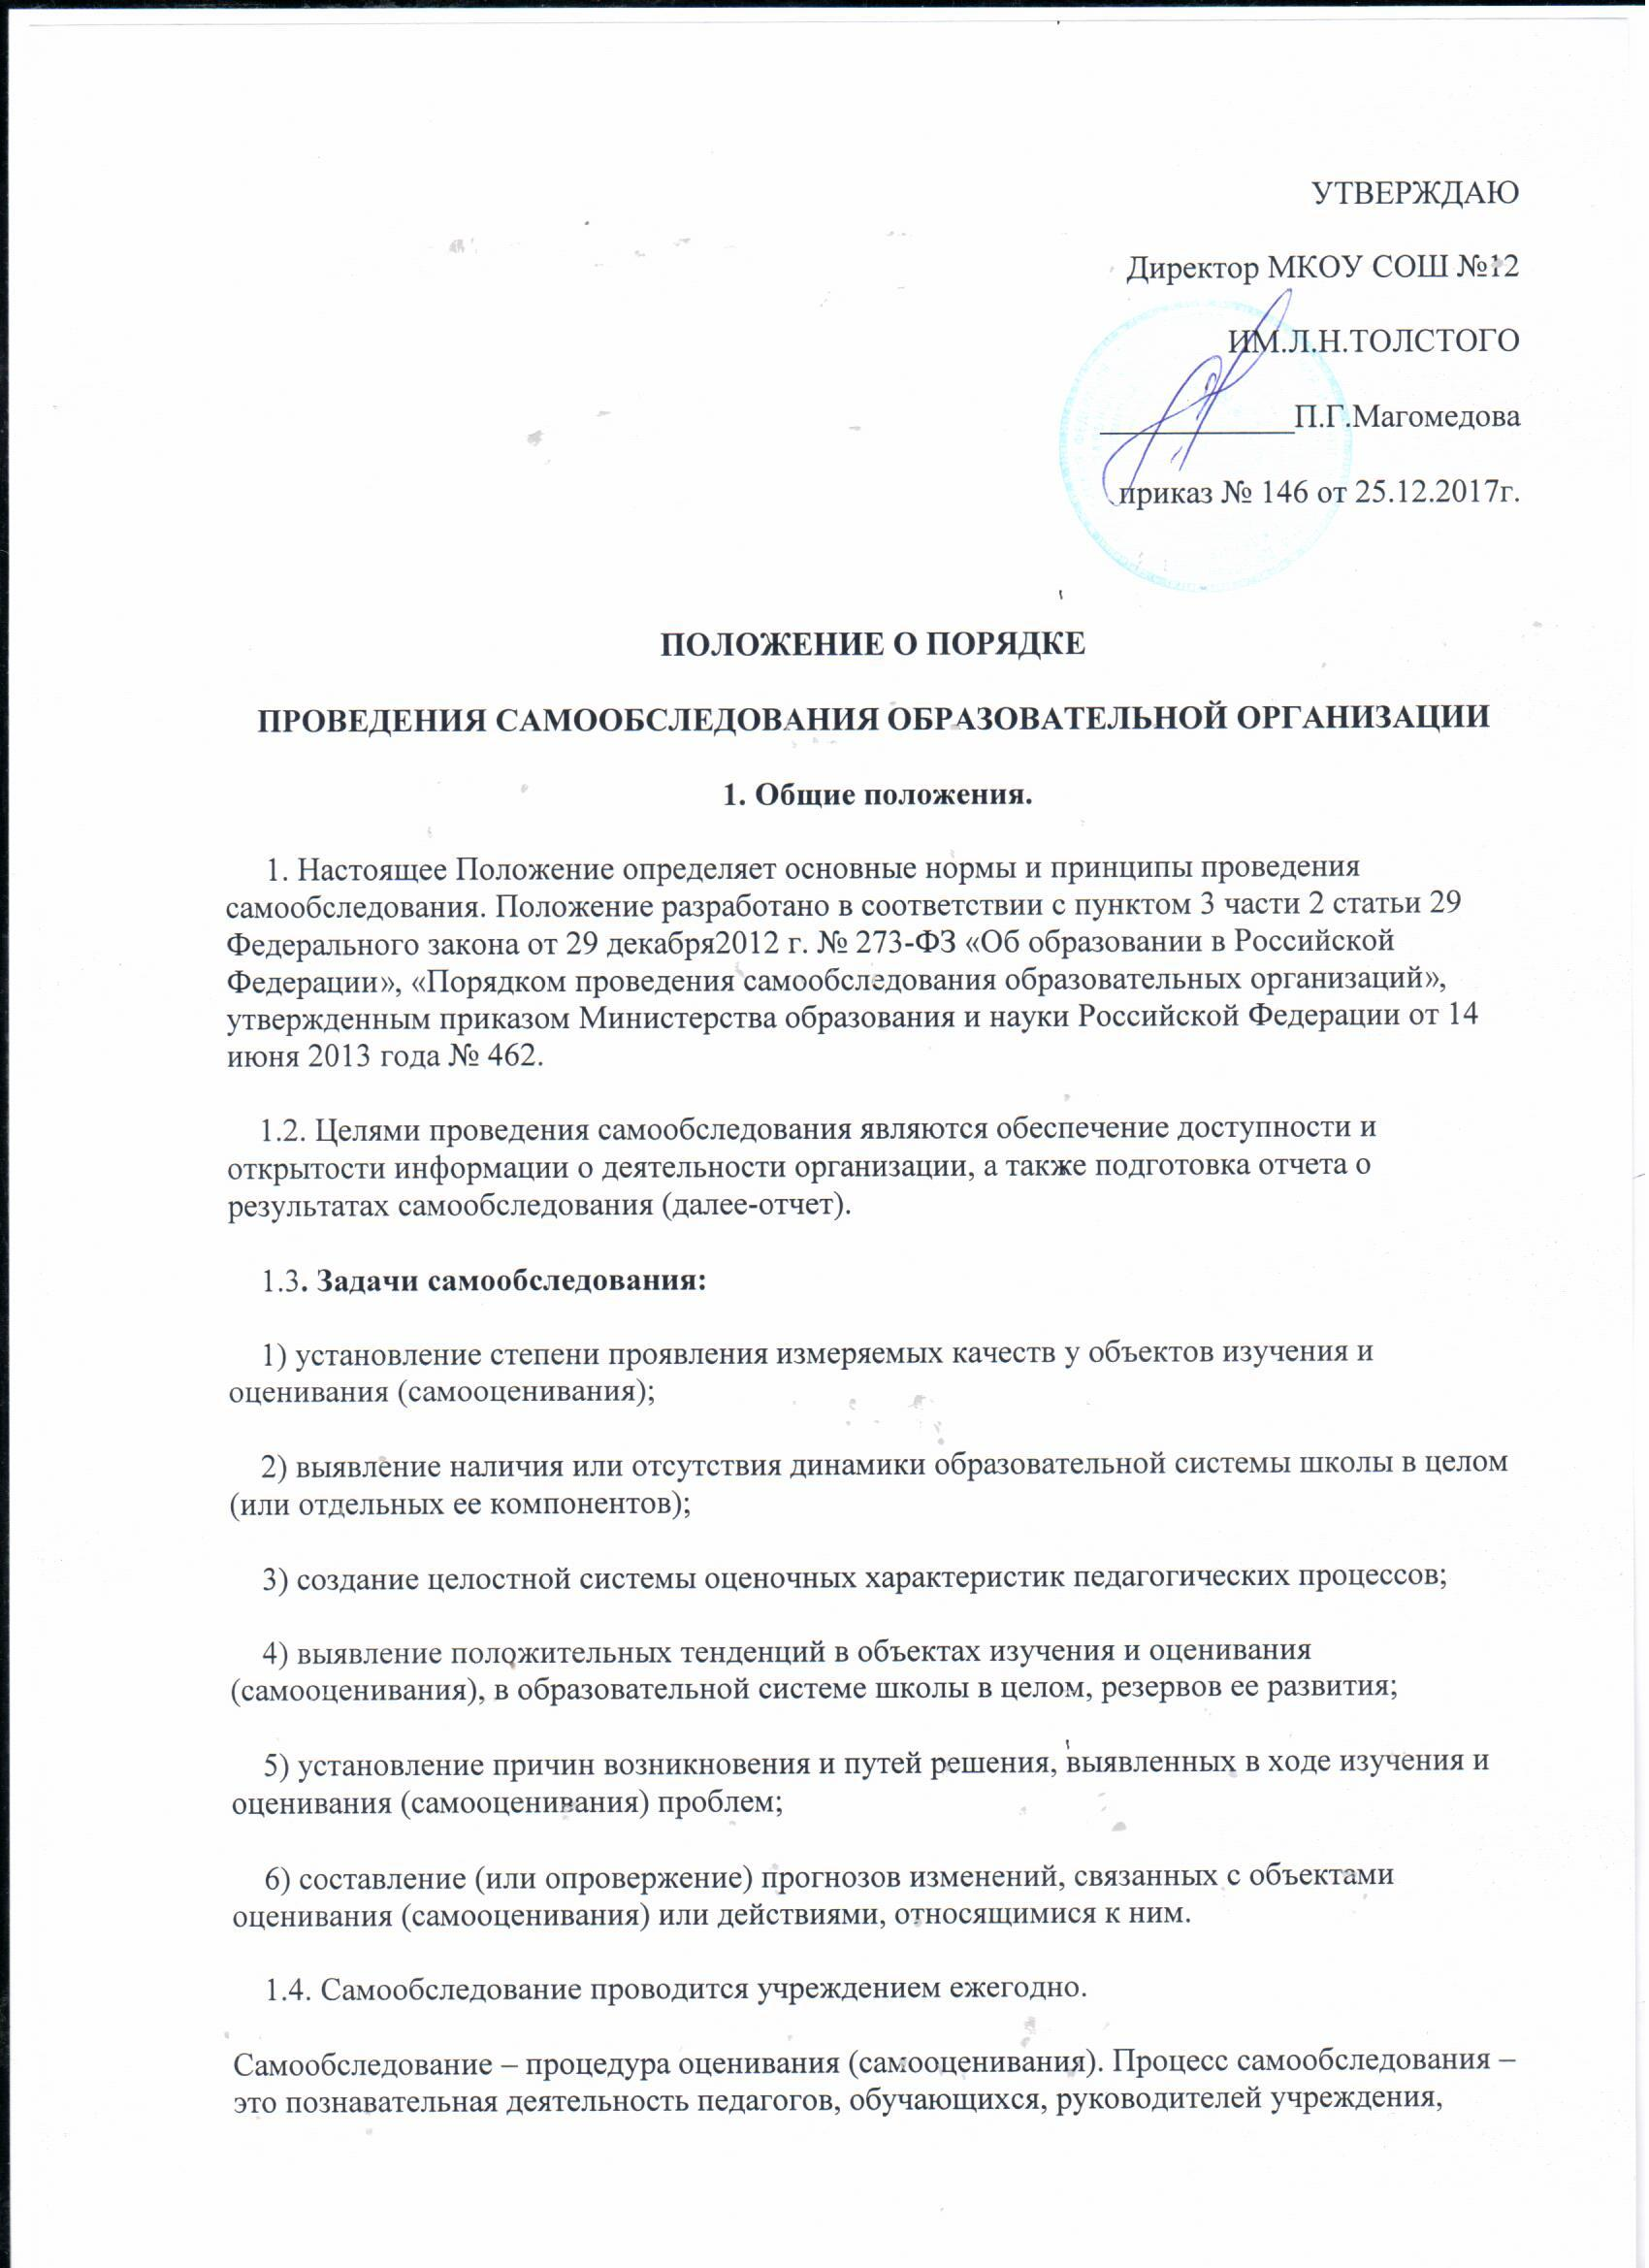 УТВЕРЖДАЮ
Директор МКОУ СОШ №12
ИМ.Л.Н.ТОЛСТОГО
______________П.Г.Магомедова
приказ № 146 от 25.12.2017г.
ПОЛОЖЕНИЕ О ПОРЯДКЕ
ПРОВЕДЕНИЯ САМООБСЛЕДОВАНИЯ ОБРАЗОВАТЕЛЬНОЙ ОРГАНИЗАЦИИ
1. Общие положения.
1. Настоящее Положение определяет основные нормы и принципы проведения
самообследования. Положение разработано в соответствии с пунктом 3 части 2 статьи 29
Федерального закона от 29 декабря2012 г. № 273-ФЗ «Об образовании в Российской
Федерации», «Порядком проведения самообследования образовательных организаций»,
утвержденным приказом Министерства образования и науки Российской Федерации от 14
июня 2013 года № 462.
1.2. Целями проведения самообследования являются обеспечение доступности и
открытости информации о деятельности организации, а также подготовка отчета о
результатах самообследования (далее-отчет).
1.3. Задачи самообследования:
1) установление степени проявления измеряемых качеств у объектов изучения и
оценивания (самооценивания);
2) выявление наличия или отсутствия динамики образовательной системы школы в целом
(или отдельных ее компонентов);
3) создание целостной системы оценочных характеристик педагогических процессов;
4) выявление положительных тенденций в объектах изучения и оценивания
(самооценивания), в образовательной системе школы в целом, резервов ее развития;
5) установление причин возникновения и путей решения, выявленных в ходе изучения и
оценивания (самооценивания) проблем;
6) составление (или опровержение) прогнозов изменений, связанных с объектами
оценивания (самооценивания) или действиями, относящимися к ним.
1.4. Самообследование проводится учреждением ежегодно.
Самообследование – процедура оценивания (самооценивания). Процесс самообследования –
это познавательная деятельность педагогов, обучающихся, руководителей учреждения,